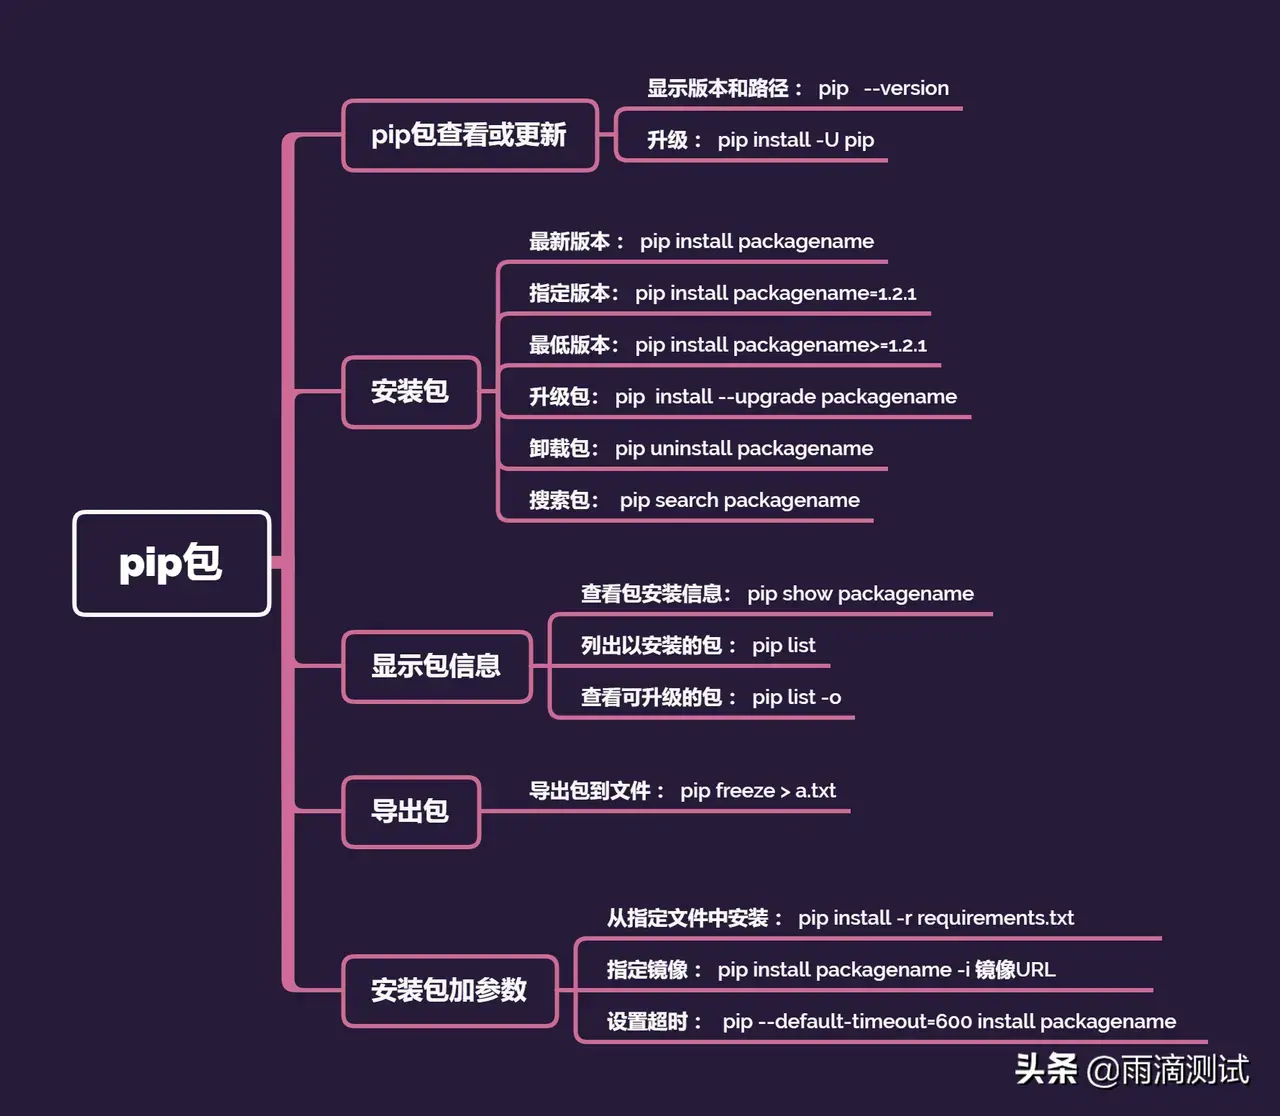 pip包
pip包查看或更新
显示版本和路径： pip --version
升级： pip install -U pip
安装包
最新版本： pip install packagename
指定版本： pip install packagename=1.2.1
最低版本： pip install packagename>=1.2.1
升级包： pip install --upgrade packagename
卸载包： pip uninstall packagename
搜索包： pip search packagename
显示包信息
查看包安装信息： pip show packagename
列出以安装的包： pip list
查看可升级的包： pip list -o
导出包
导出包到文件： pip freeze > a.txt
安装包加参数
从指定文件中安装： pip install -r requirements.txt
指定镜像： pip install packagename -i 镜像URL
设置超时： pip --default-timeout=600 install packagename
头条 @雨滴测试